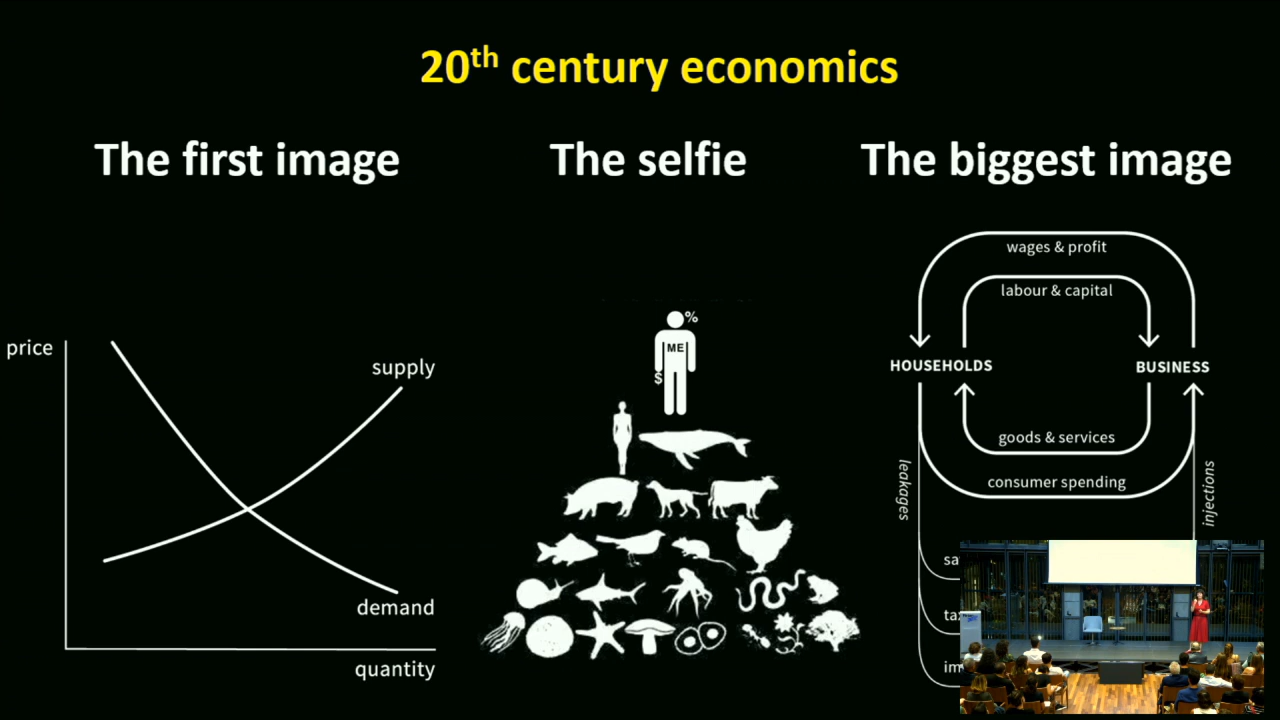 20th century economics
The first image
The selfie
The biggest image
price
supply
demand
quantity
%
ME
$
wages & profit
labour & capital
HOUSEHOLDS
BUSINESS
goods & services
consumer spending
leakages
injections